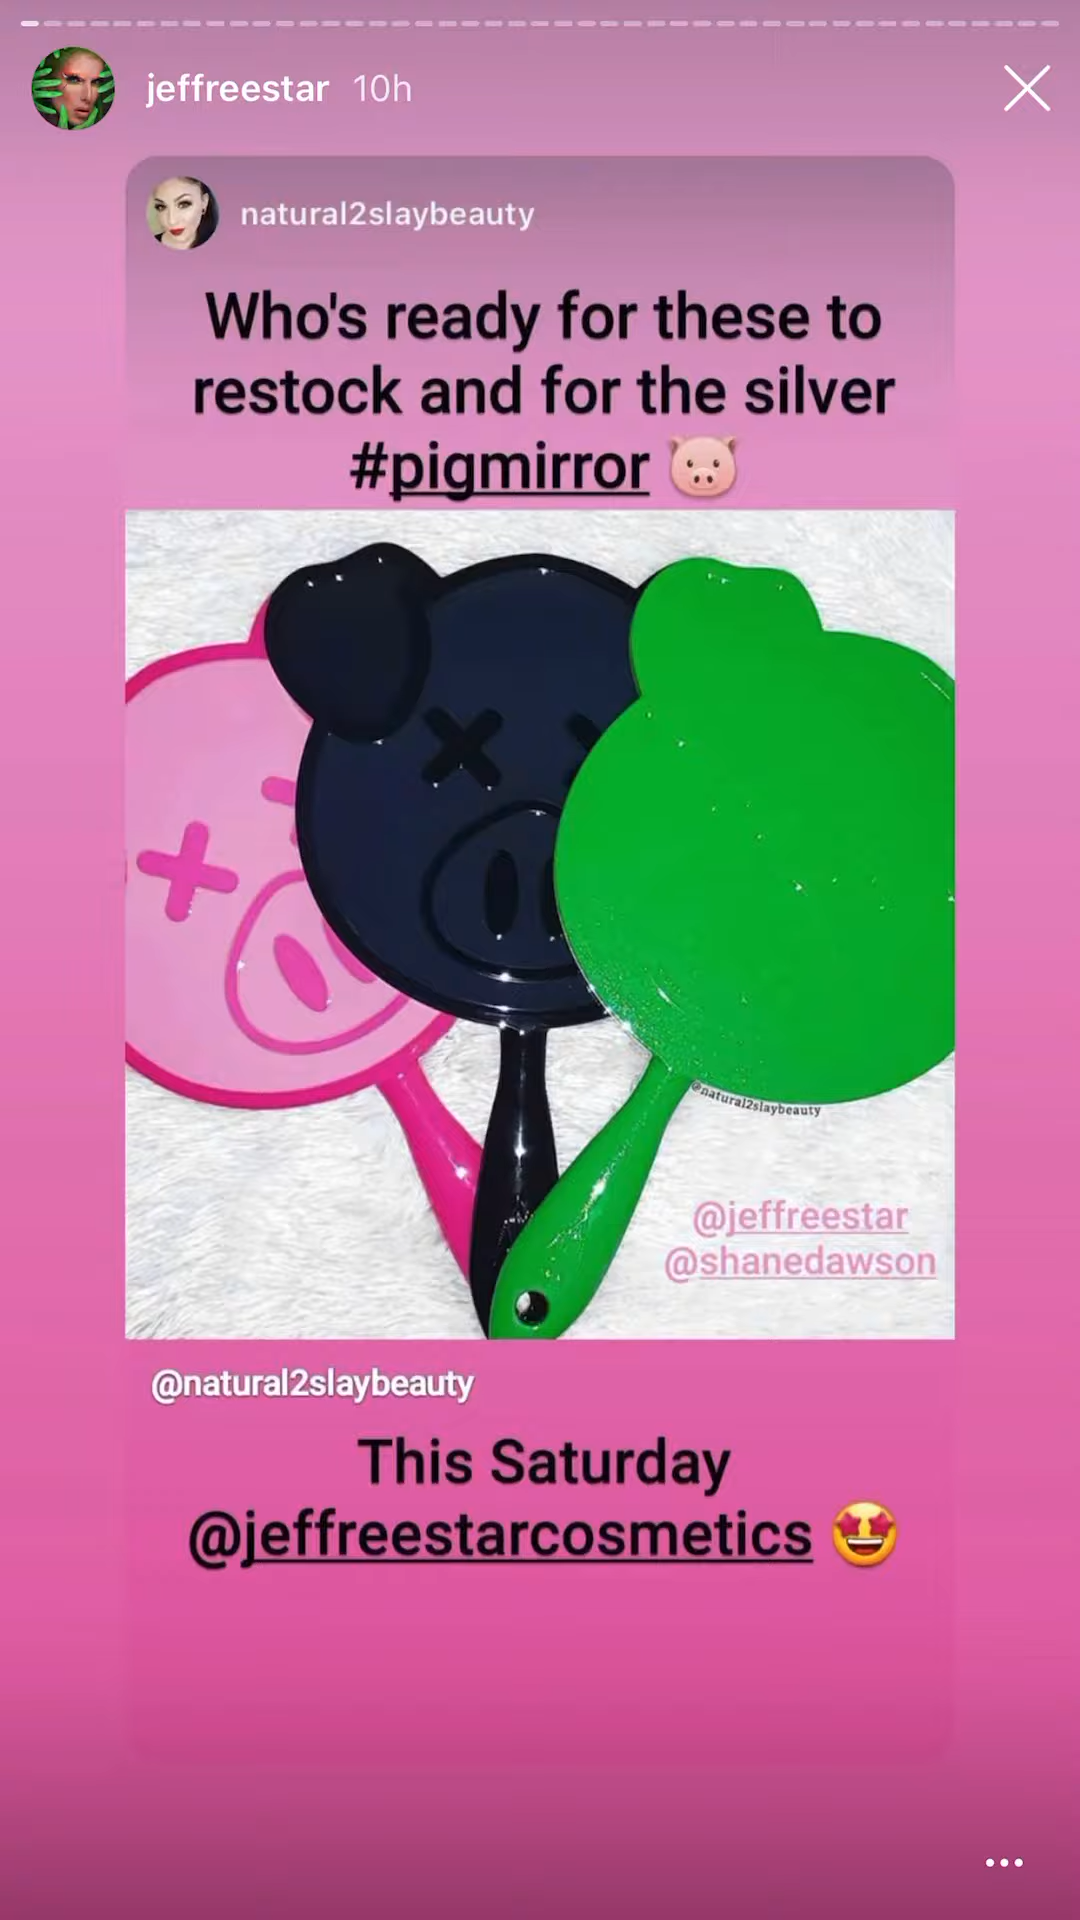 jeffreestar 10h
natural2slaybeauty
Who's ready for these to
restock and for the silver
#pigmirror 🐷
@natural2slaybeauty
@jeffreestar
@shanedawson
@natural2slaybeauty
This Saturday
@jeffreestarcosmetics 🤩